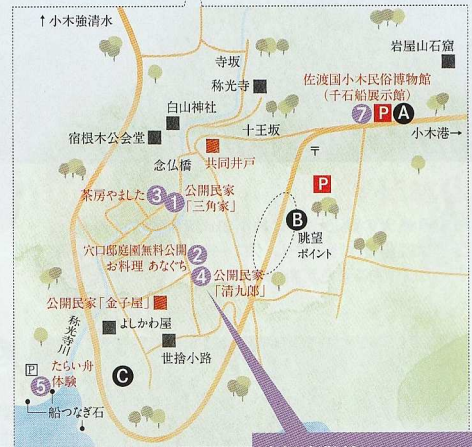 ↑小木強清水
岩屋山石窟
寺坂
称光寺
佐渡国小木民俗博物館
(千石船展示館)
白山神社
7 P A
宿根木公会堂
十王坂
小木港→
念仏橋
共同井戸
〒
P
茶房やました 3 1 公開民家
「三角家」
B
眺望
ポイント
穴口邸庭園無料公開 2
お料理 あなぐち
4 公開民家
「清九郎」
公開民家「金子屋」
称光寺川
よしかわ屋
世捨小路
P
5 たらい舟
体験
C
船つなぎ石